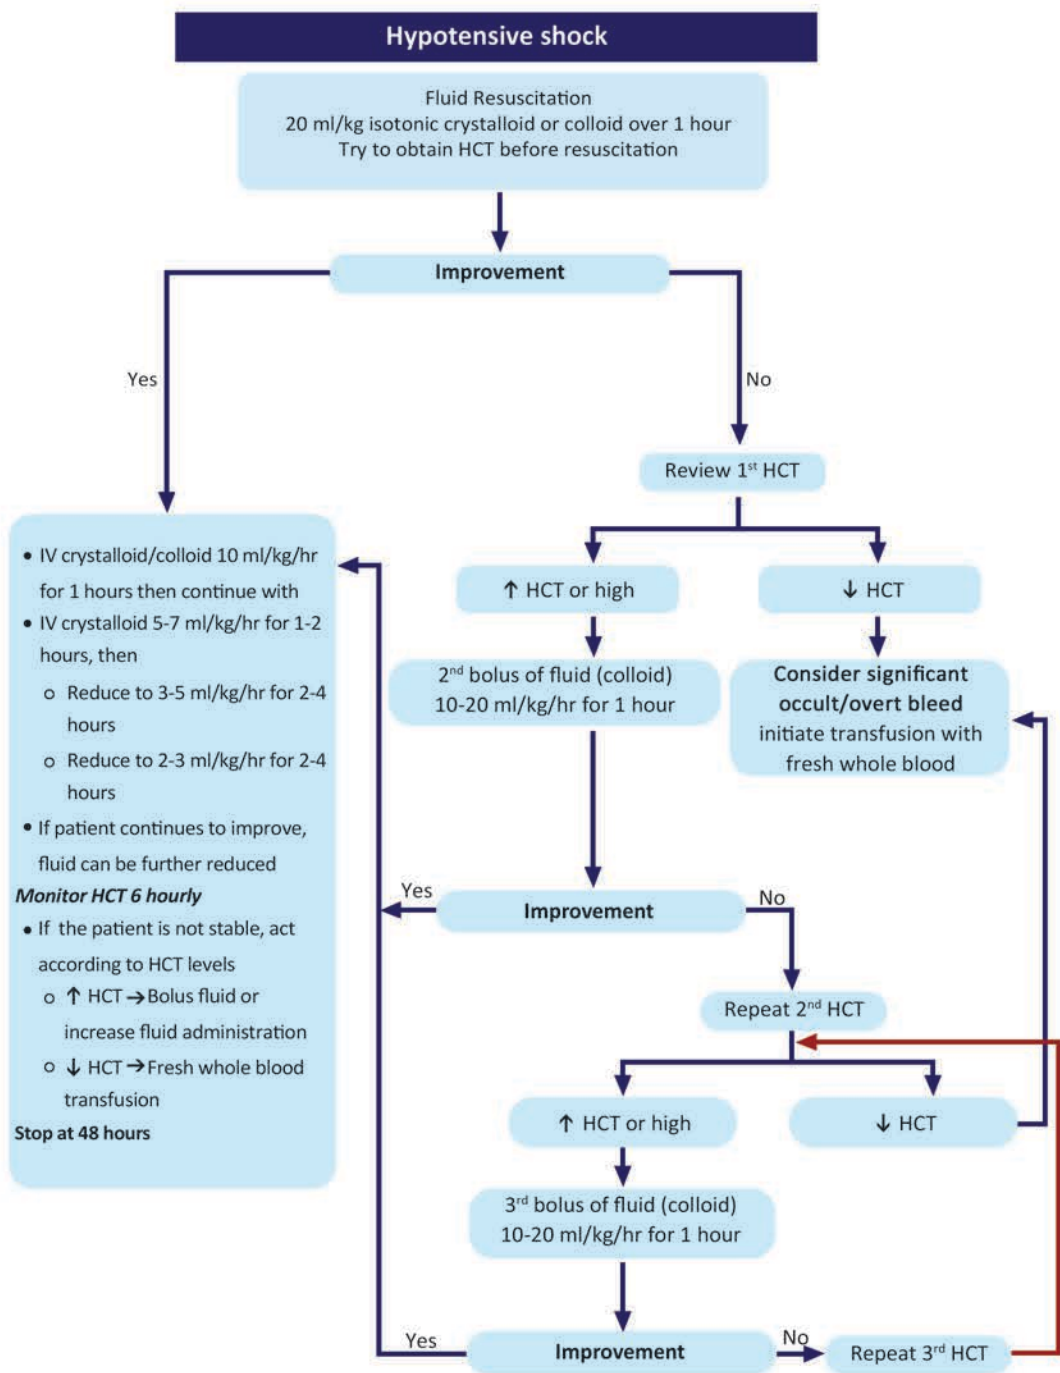 Hypotensive shock
Fluid Resuscitation
20 ml/kg isotonic crystalloid or colloid over 1 hour
Try to obtain HCT before resuscitation
Improvement
Yes
No
Review 1st HCT
↑ HCT or high
↓ HCT
2nd bolus of fluid (colloid)
10-20 ml/kg/hr for 1 hour
Consider significant
occult/overt bleed
initiate transfusion with
fresh whole blood
• IV crystalloid/colloid 10 ml/kg/hr
for 1 hours then continue with
• IV crystalloid 5-7 ml/kg/hr for 1-2
hours, then
o Reduce to 3-5 ml/kg/hr for 2-4
hours
o Reduce to 2-3 ml/kg/hr for 2-4
hours
• If patient continues to improve,
fluid can be further reduced
Monitor HCT 6 hourly
• If the patient is not stable, act
according to HCT levels
o ↑ HCT → Bolus fluid or
increase fluid administration
o ↓ HCT → Fresh whole blood
transfusion
Stop at 48 hours
Yes
Improvement
No
Repeat 2nd HCT
↑ HCT or high
↓ HCT
3rd bolus of fluid (colloid)
10-20 ml/kg/hr for 1 hour
Yes
Improvement
No
Repeat 3rd HCT